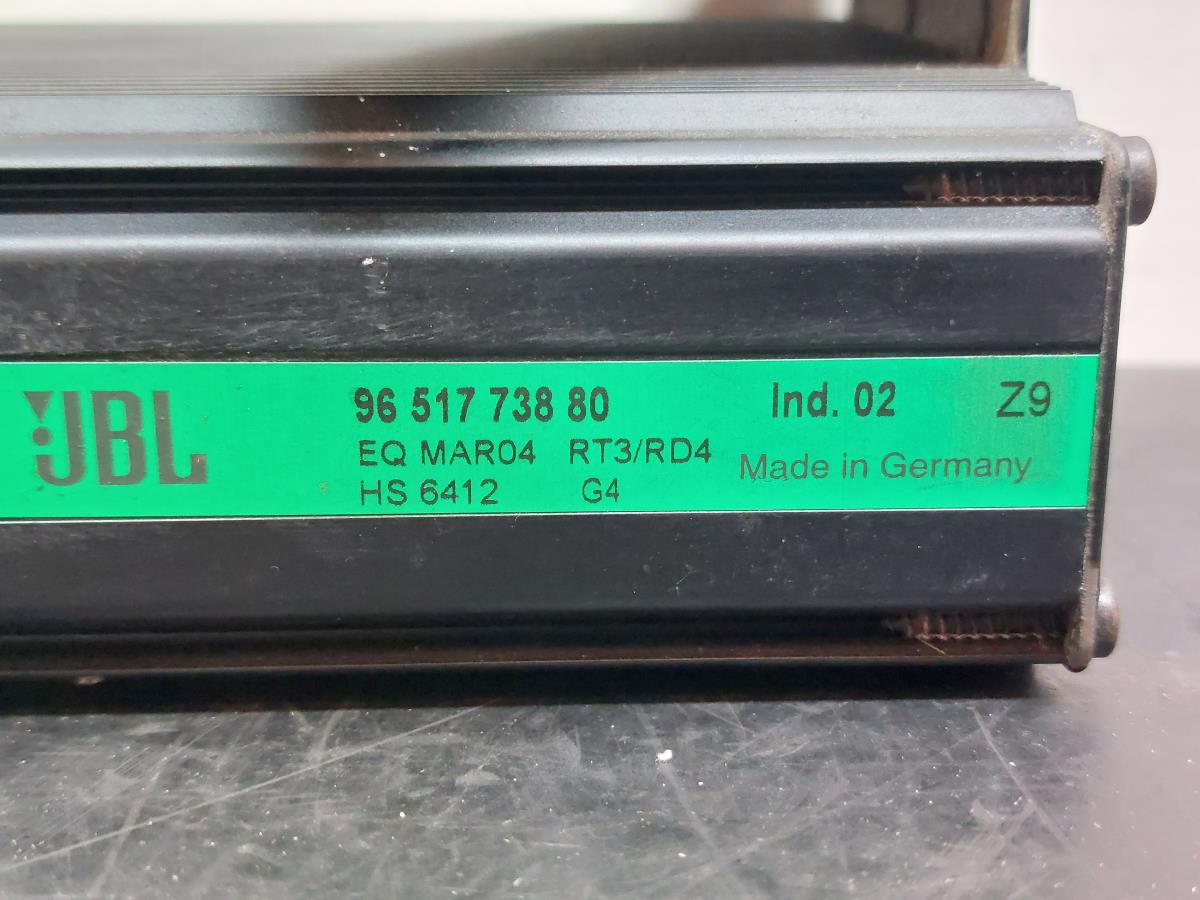 JBL
96 517 738 80 Ind. 02 Z9
EQ MAR04 RT3/RD4
Made in Germany
HS 6412 G4